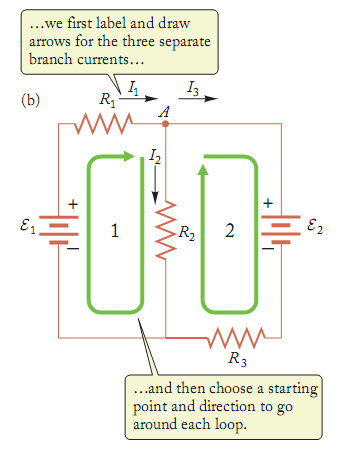 ...we first label and draw
arrows for the three separate
branch currents...
(b)
R₁
I₁
I₃
A
I₂
+
+
ℰ₁
1
R₂
2
ℰ₂
R₃
...and then choose a starting
point and direction to go
around each loop.